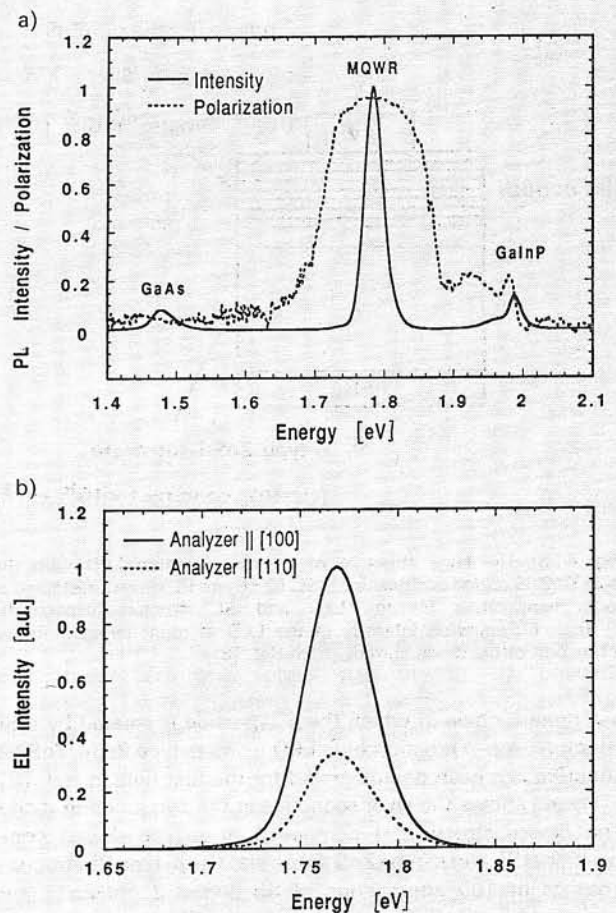 a)
1.2
1
0.8
0.6
0.4
0.2
0
PL Intensity / Polarization
Intensity
Polarization
MQWR
GaAs
GaInP
1.4 1.5 1.6 1.7 1.8 1.9 2 2.1
Energy [eV]
b)
1.2
1
0.8
0.6
0.4
0.2
0
EL intensity [a.u.]
Analyzer || [100]
Analyzer || [110]
1.65 1.7 1.75 1.8 1.85 1.9
Energy [eV]